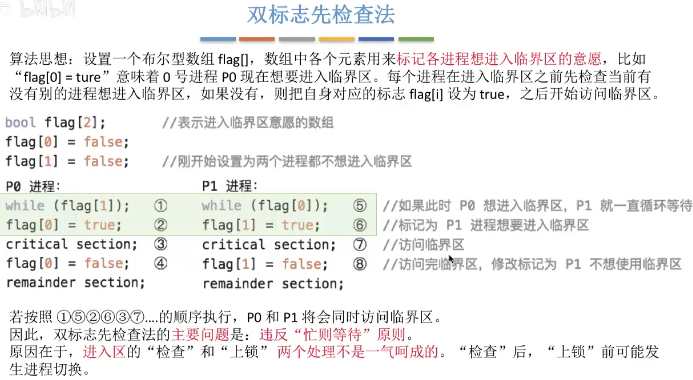 bilibili
双标志先检查法
算法思想：设置一个布尔型数组 flag[]，数组中各个元素用来标记各进程想进入临界区的意愿，比如
“flag[0] = ture”意味着 0 号进程 P0 现在想要进入临界区。每个进程在进入临界区之前先检查当前有
没有别的进程想进入临界区，如果没有，则把自身对应的标志 flag[i] 设为 true，之后开始访问临界区。
bool flag[2]; //表示进入临界区意愿的数组
flag[0] = false;
flag[1] = false; //刚开始设置为两个进程都不想进入临界区
P0 进程： P1 进程：
while (flag[1]); ① while (flag[0]); ⑤ //如果此时 P0 想进入临界区，P1 就一直循环等待
flag[0] = true; ② flag[1] = true; ⑥ //标记为 P1 进程想要进入临界区
critical section; ③ critical section; ⑦ //访问临界区
flag[0] = false; ④ flag[1] = false; ⑧ //访问完临界区，修改标记为 P1 不想使用临界区
remainder section; remainder section;
若按照 ①⑤②⑥③⑦....的顺序执行，P0 和 P1 将会同时访问临界区。
因此，双标志先检查法的主要问题是：违反“忙则等待”原则。
原因在于，进入区的“检查”和“上锁” 两个处理不是一气呵成的。“检查”后，“上锁”前可能发
生进程切换。